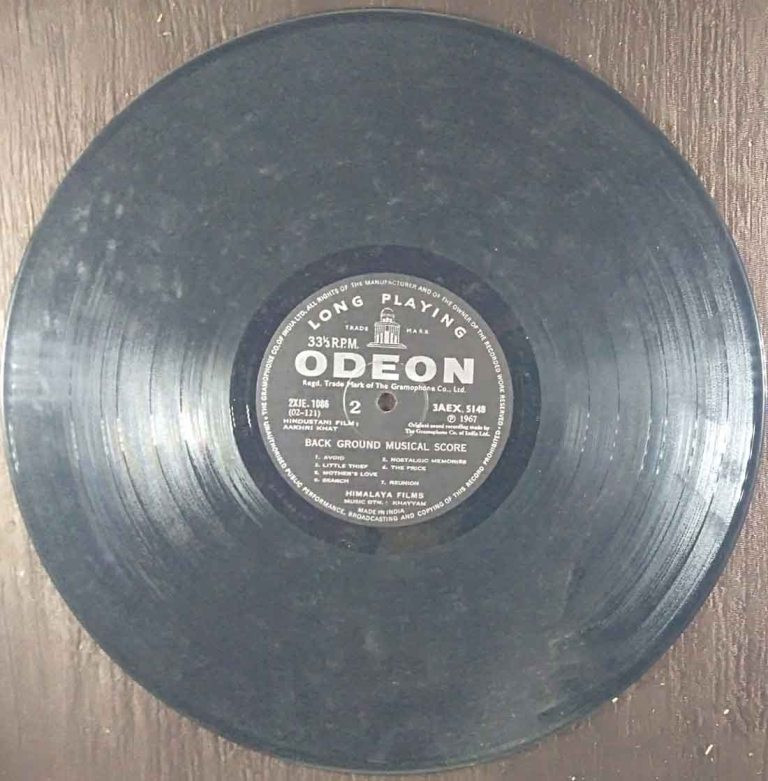 THE GRAMOPHONE CO. OF INDIA LTD. ALL RIGHTS OF THE MANUFACTURER AND OF THE OWNER OF THE RECORDED WORK RESERVED
LONG PLAYING
TRADE MARK
33⅓ R.P.M.
ODEON
Regd. Trade Mark of The Gramophone Co., Ltd.
2XJE. 1086
(02-121)
2
3AEX. 5148
℗ 1967
HINDUSTANI FILM:
AAKHRI KHAT
Original sound recording made by
The Gramophone Co. of India Ltd.
BACK GROUND MUSICAL SCORE
1. AVOID
2. LITTLE THIEF
3. MOTHER'S LOVE
SEARCH
5. NOSTALGIC MEMORIES
6. THE PRICE
7. REUNION
HIMALAYA FILMS
MUSIC DTN. : KHAYYAM
MADE IN INDIA
UNAUTHORISED PUBLIC PERFORMANCE, BROADCASTING AND COPYING OF THIS RECORD PROHIBITED